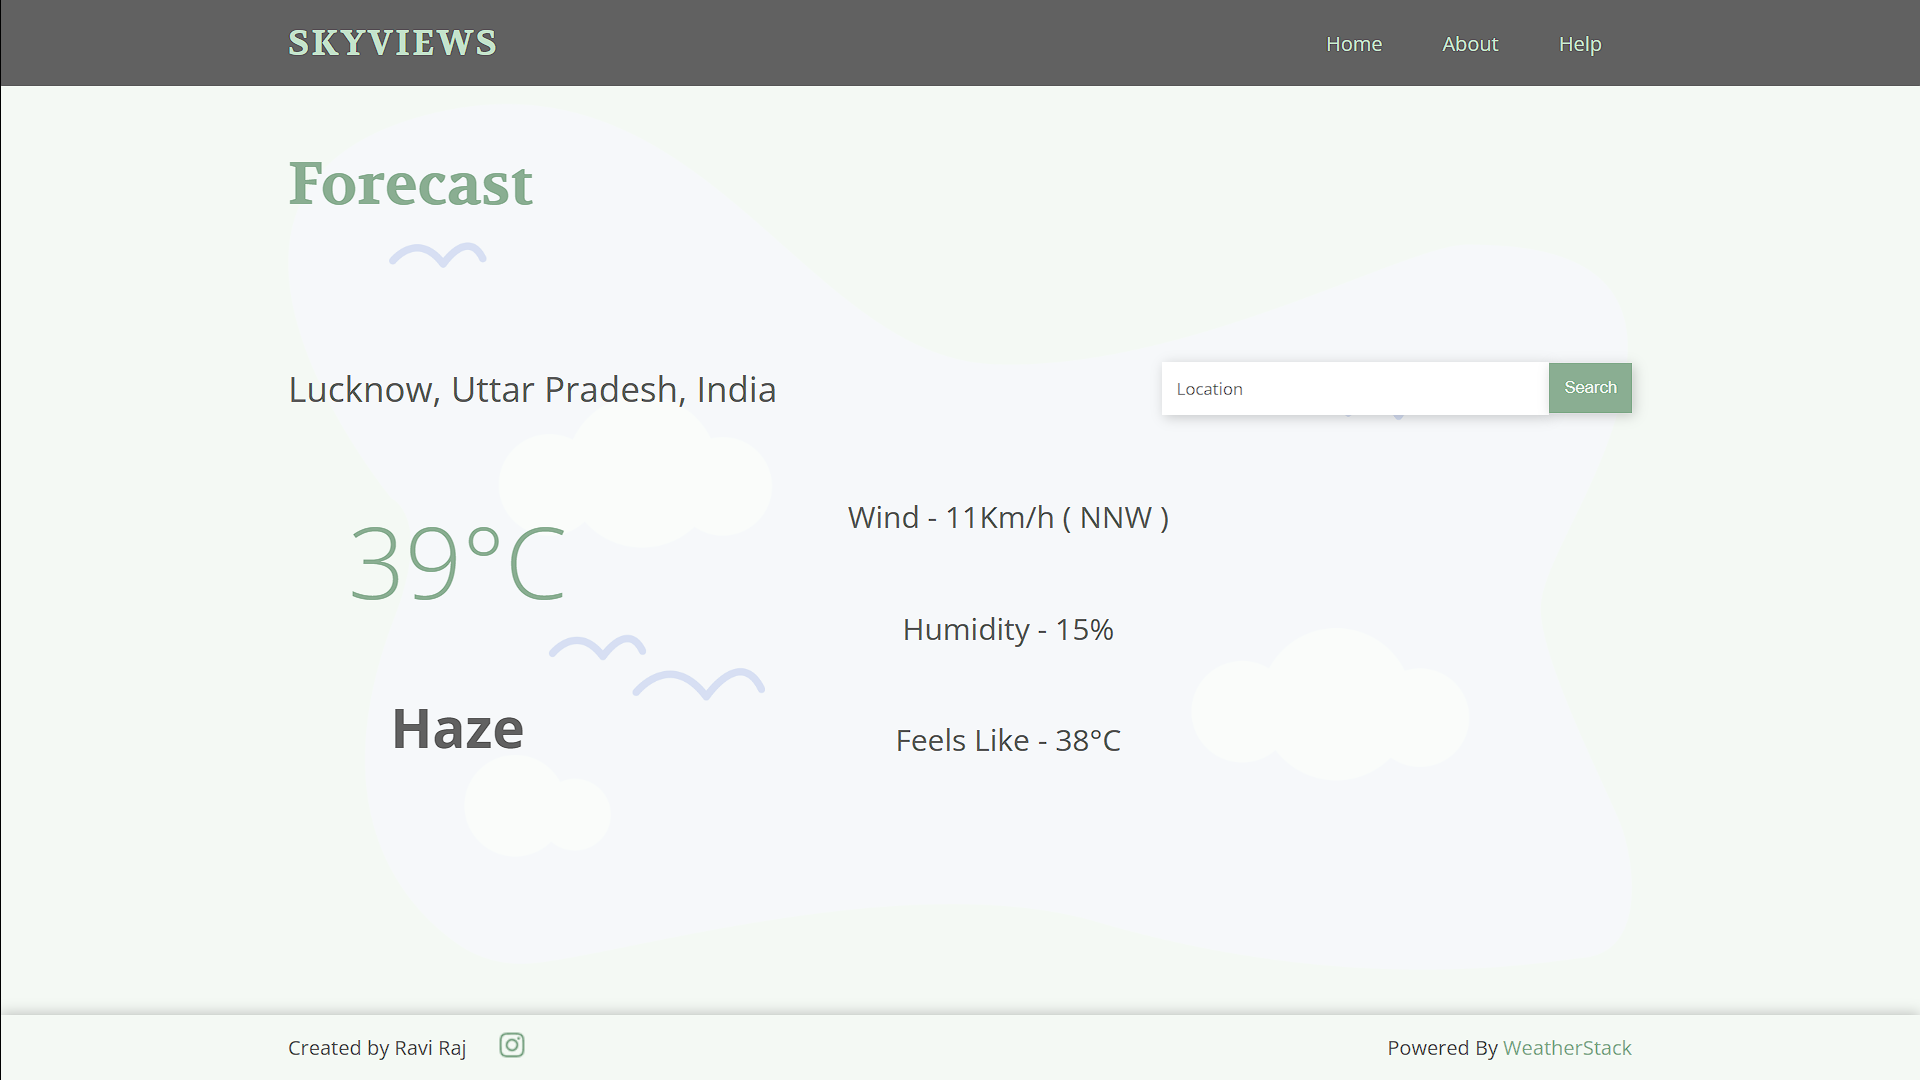 SKYVIEWS
Home
About
Help
Forecast
Lucknow, Uttar Pradesh, India
Location
Search
39°C
Haze
Wind - 11Km/h ( NNW )
Humidity - 15%
Feels Like - 38°C
Created by Ravi Raj
Powered By WeatherStack